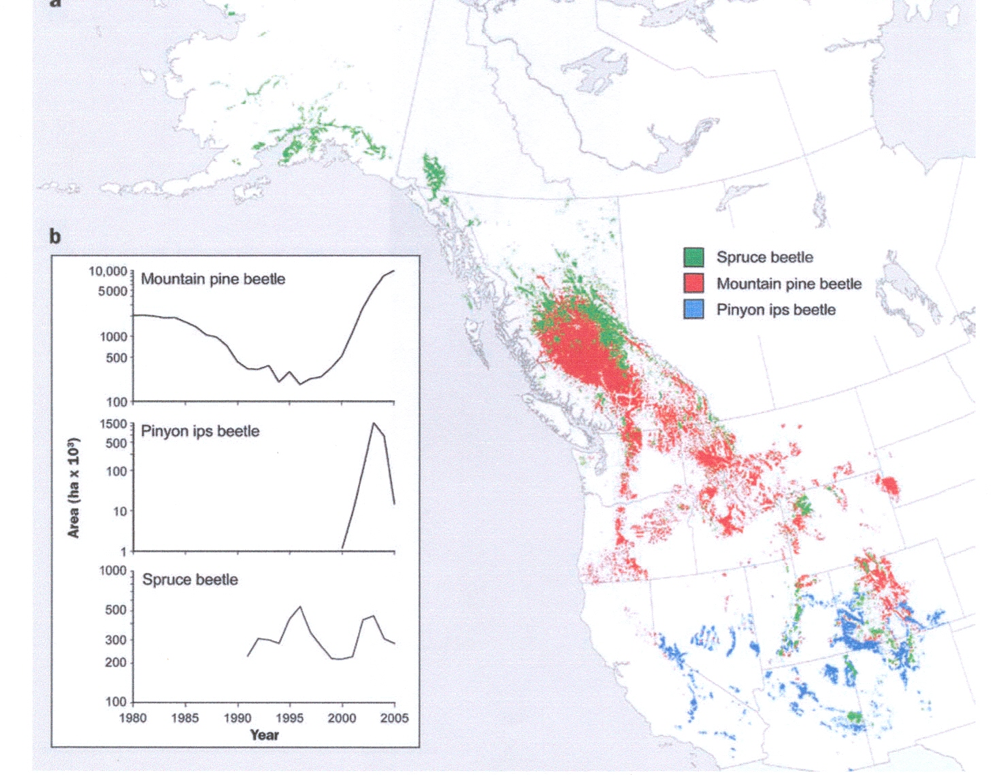 a
b
Spruce beetle
Mountain pine beetle
Pinyon ips beetle
10,000
Mountain pine beetle
5000
1000
500
100
1500
Pinyon ips beetle
500
100
10
1
1000
Spruce beetle
500
300
200
100
Area (ha x 10³)
1980 1985 1990 1995 2000 2005
Year